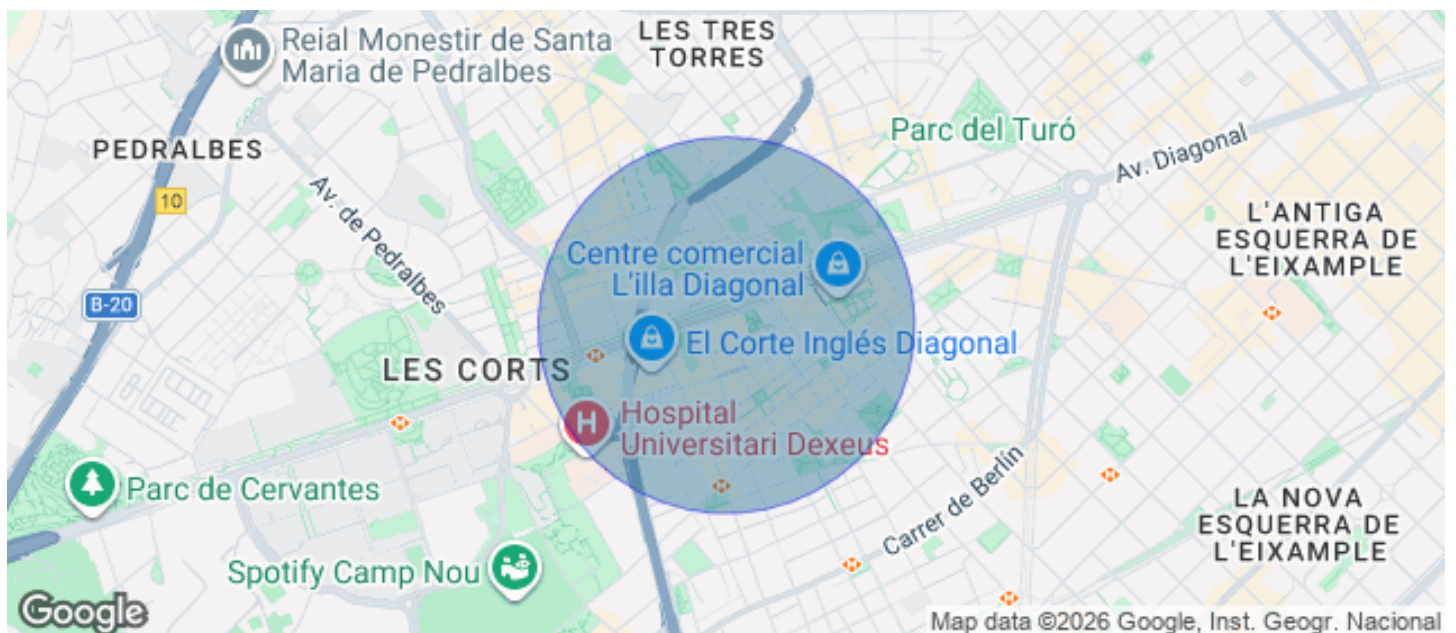 LES TRES
TORRES
Reial Monestir de Santa
Maria de Pedralbes
PEDRALBES
Parc del Turó
Av. Diagonal
10
Av. de Pedralbes
L'ANTIGA
ESQUERRA DE
L'EIXAMPLE
Centre comercial
L'illa Diagonal
B-20
El Corte Inglés Diagonal
LES CORTS
H
Hospital
Universitari Dexeus
Parc de Cervantes
Carrer de Berlín
LA NOVA
ESQUERRA DE
L'EIXAMPLE
Spotify Camp Nou
Google
Map data ©2026 Google, Inst. Geogr. Nacional